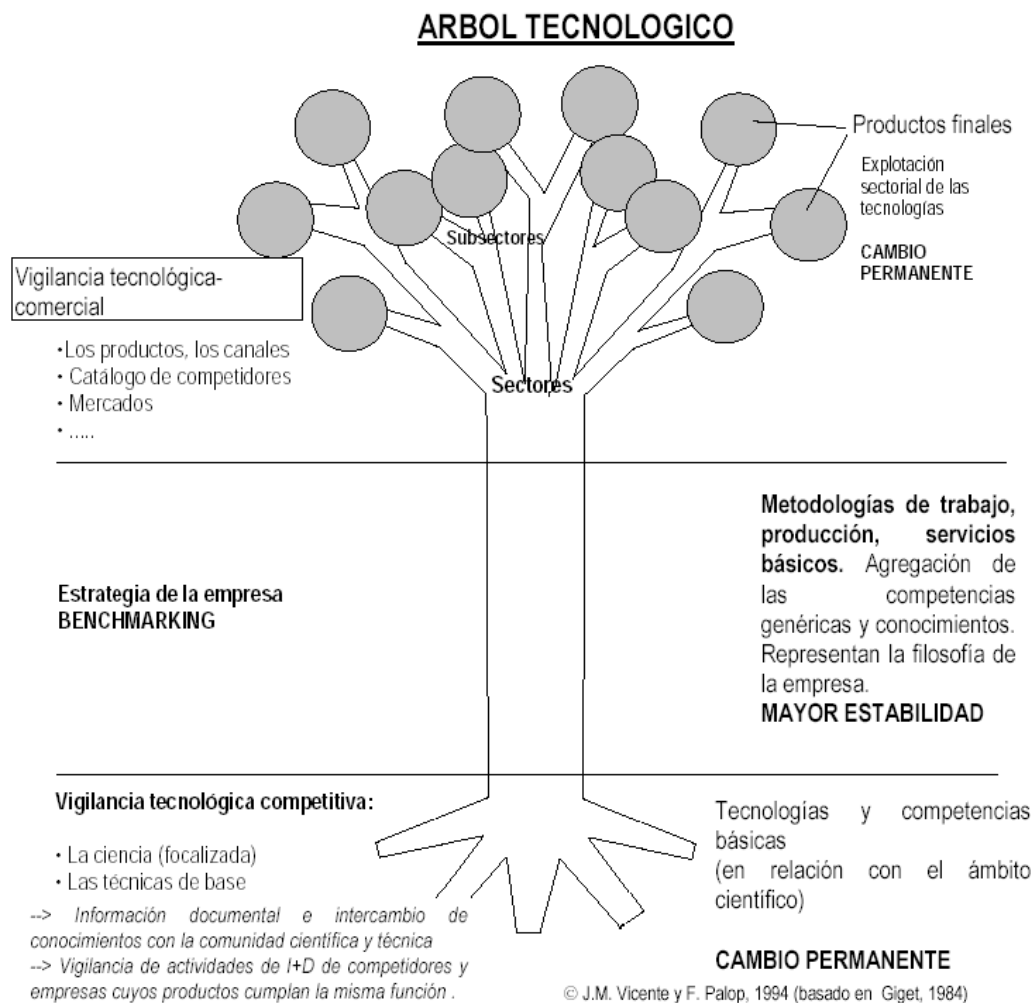 ARBOL TECNOLOGICO
Productos finales
Explotación
sectorial de las
tecnologías
CAMBIO
PERMANENTE
Subsectores
Vigilancia tecnológica-
comercial
•Los productos, los canales
• Catálogo de competidores
• Mercados
• .....
Sectores
Estrategia de la empresa
BENCHMARKING
Metodologías de trabajo,
producción, servicios
básicos. Agregación de
las competencias
genéricas y conocimientos.
Representan la filosofía de
la empresa.
MAYOR ESTABILIDAD
Vigilancia tecnológica competitiva:
• La ciencia (focalizada)
• Las técnicas de base
--> Información documental e intercambio de
conocimientos con la comunidad científica y técnica
--> Vigilancia de actividades de I+D de competidores y
empresas cuyos productos cumplan la misma función .
Tecnologías y competencias
básicas
(en relación con el ámbito
científico)
CAMBIO PERMANENTE
© J.M. Vicente y F. Palop, 1994 (basado en Giget, 1984)